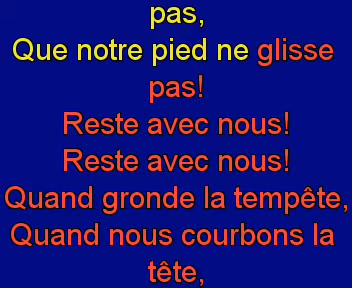 pas,
Que notre pied ne glisse
pas!
Reste avec nous!
Reste avec nous!
Quand gronde la tempête,
Quand nous courbons la
tête,